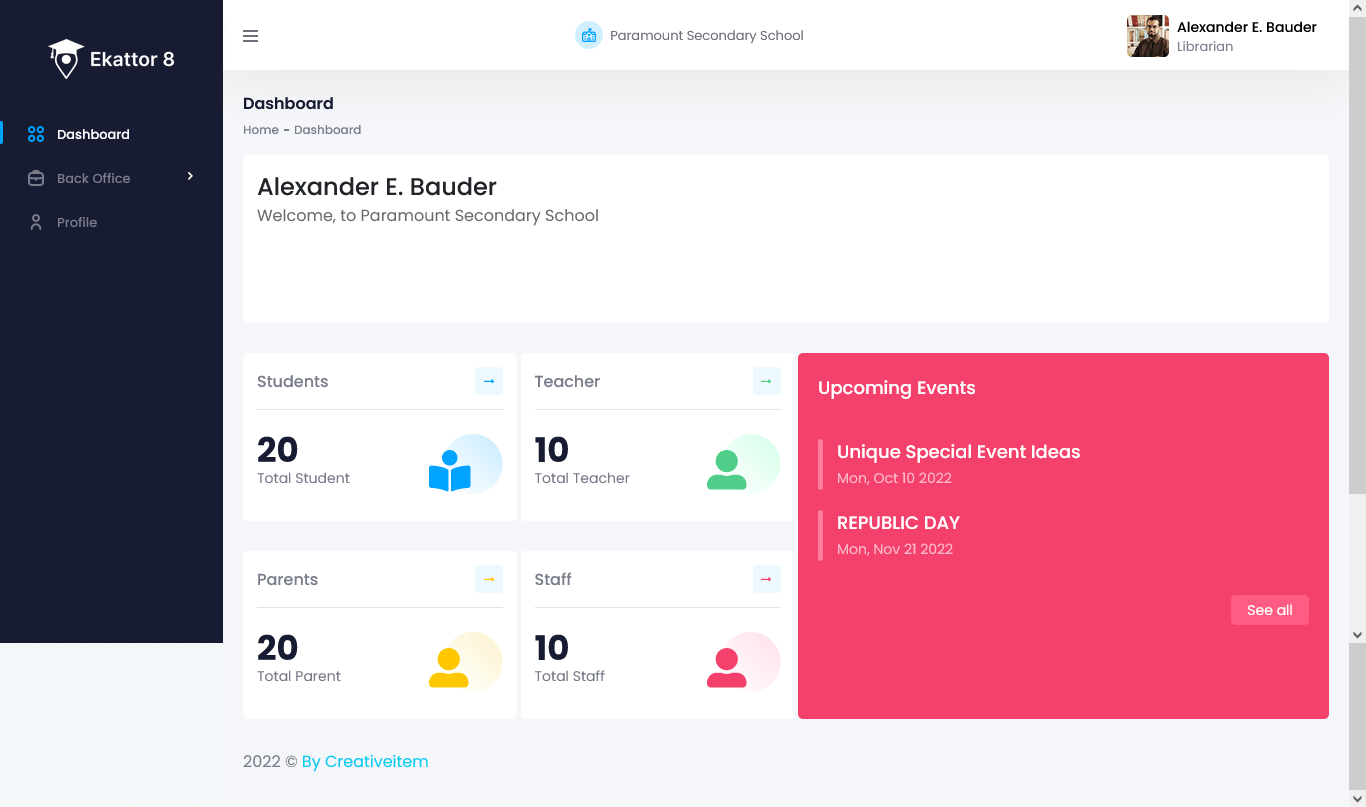 Ekattor 8
Dashboard
Back Office
Profile
Paramount Secondary School
Alexander E. Bauder
Librarian
Dashboard
Home - Dashboard
Alexander E. Bauder
Welcome, to Paramount Secondary School
Students
20
Total Student
Teacher
10
Total Teacher
Parents
20
Total Parent
Staff
10
Total Staff
Upcoming Events
Unique Special Event Ideas
Mon, Oct 10 2022
REPUBLIC DAY
Mon, Nov 21 2022
See all
2022 © By Creativeitem